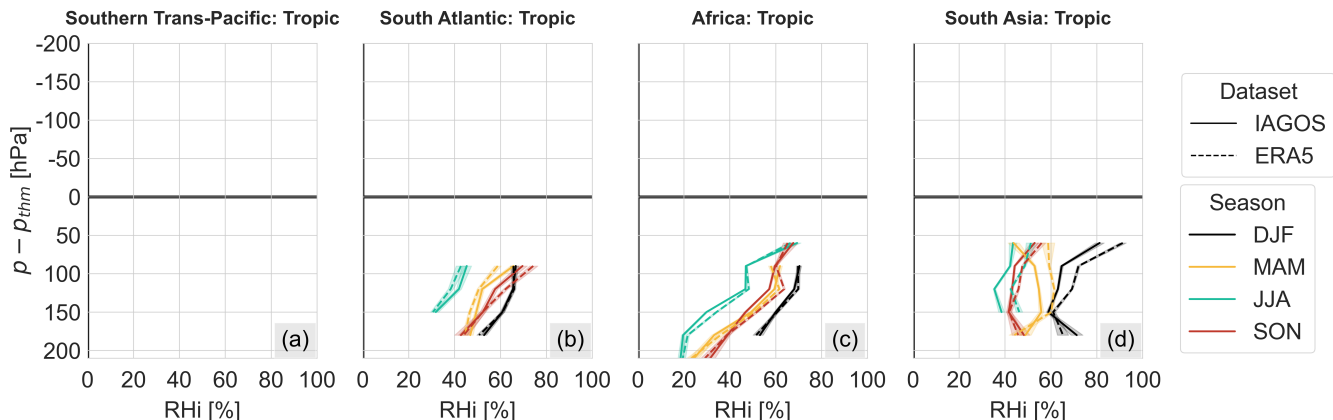 Southern Trans-Pacific: Tropic
South Atlantic: Tropic
Africa: Tropic
South Asia: Tropic
-200
-150
-100
-50
0
50
100
150
200
p − p_thm [hPa]
(a)
(b)
(c)
(d)
0 20 40 60 80 100
0 20 40 60 80 100
0 20 40 60 80 100
0 20 40 60 80 100
RHi [%]
RHi [%]
RHi [%]
RHi [%]
Dataset
IAGOS
ERA5
Season
DJF
MAM
JJA
SON